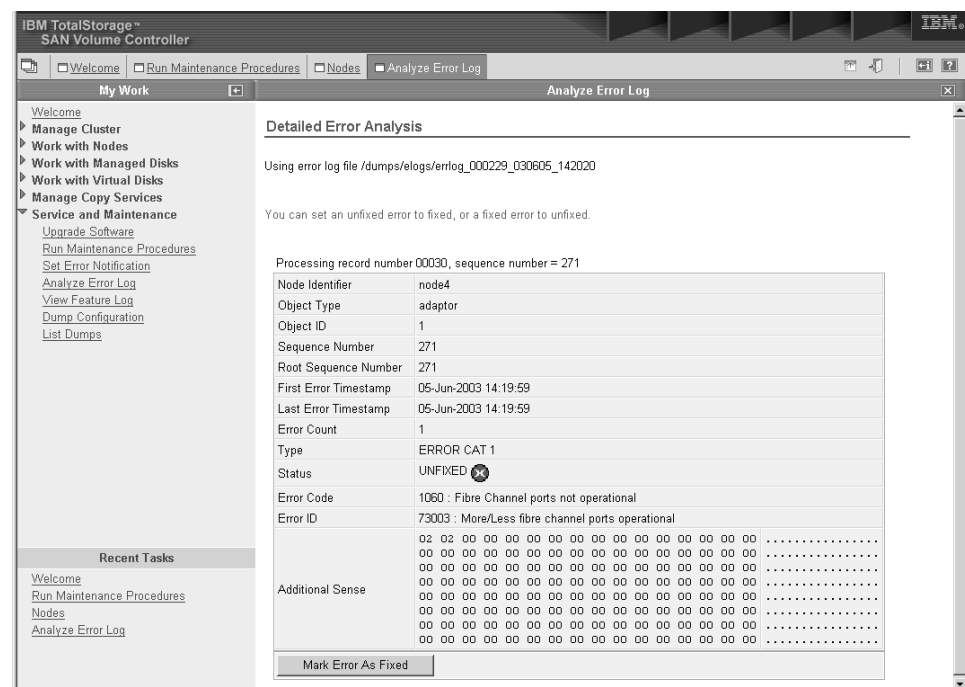 IBM TotalStorage™
SAN Volume Controller
IBM®
Welcome
Run Maintenance Procedures
Nodes
Analyze Error Log
My Work
Analyze Error Log
Welcome
Manage Cluster
Work with Nodes
Work with Managed Disks
Work with Virtual Disks
Manage Copy Services
Service and Maintenance
Upgrade Software
Run Maintenance Procedures
Set Error Notification
Analyze Error Log
View Feature Log
Dump Configuration
List Dumps
Recent Tasks
Welcome
Run Maintenance Procedures
Nodes
Analyze Error Log
Detailed Error Analysis
Using error log file /dumps/elogs/errlog_000229_030605_142020
You can set an unfixed error to fixed, or a fixed error to unfixed.
Processing record number 00030, sequence number = 271
Node Identifier node4
Object Type adaptor
Object ID 1
Sequence Number 271
Root Sequence Number 271
First Error Timestamp 05-Jun-2003 14:19:59
Last Error Timestamp 05-Jun-2003 14:19:59
Error Count 1
Type ERROR CAT 1
Status UNFIXED
Error Code 1060 : Fibre Channel ports not operational
Error ID 73003 : More/Less fibre channel ports operational
Additional Sense
02 02 00 00 00 00 00 00 00 00 00 00 00 00 00 00 ................
00 00 00 00 00 00 00 00 00 00 00 00 00 00 00 00 ................
00 00 00 00 00 00 00 00 00 00 00 00 00 00 00 00 ................
00 00 00 00 00 00 00 00 00 00 00 00 00 00 00 00 ................
00 00 00 00 00 00 00 00 00 00 00 00 00 00 00 00 ................
00 00 00 00 00 00 00 00 00 00 00 00 00 00 00 00 ................
00 00 00 00 00 00 00 00 00 00 00 00 00 00 00 00 ................
00 00 00 00 00 00 00 00 00 00 00 00 00 00 00 00 ................
Mark Error As Fixed